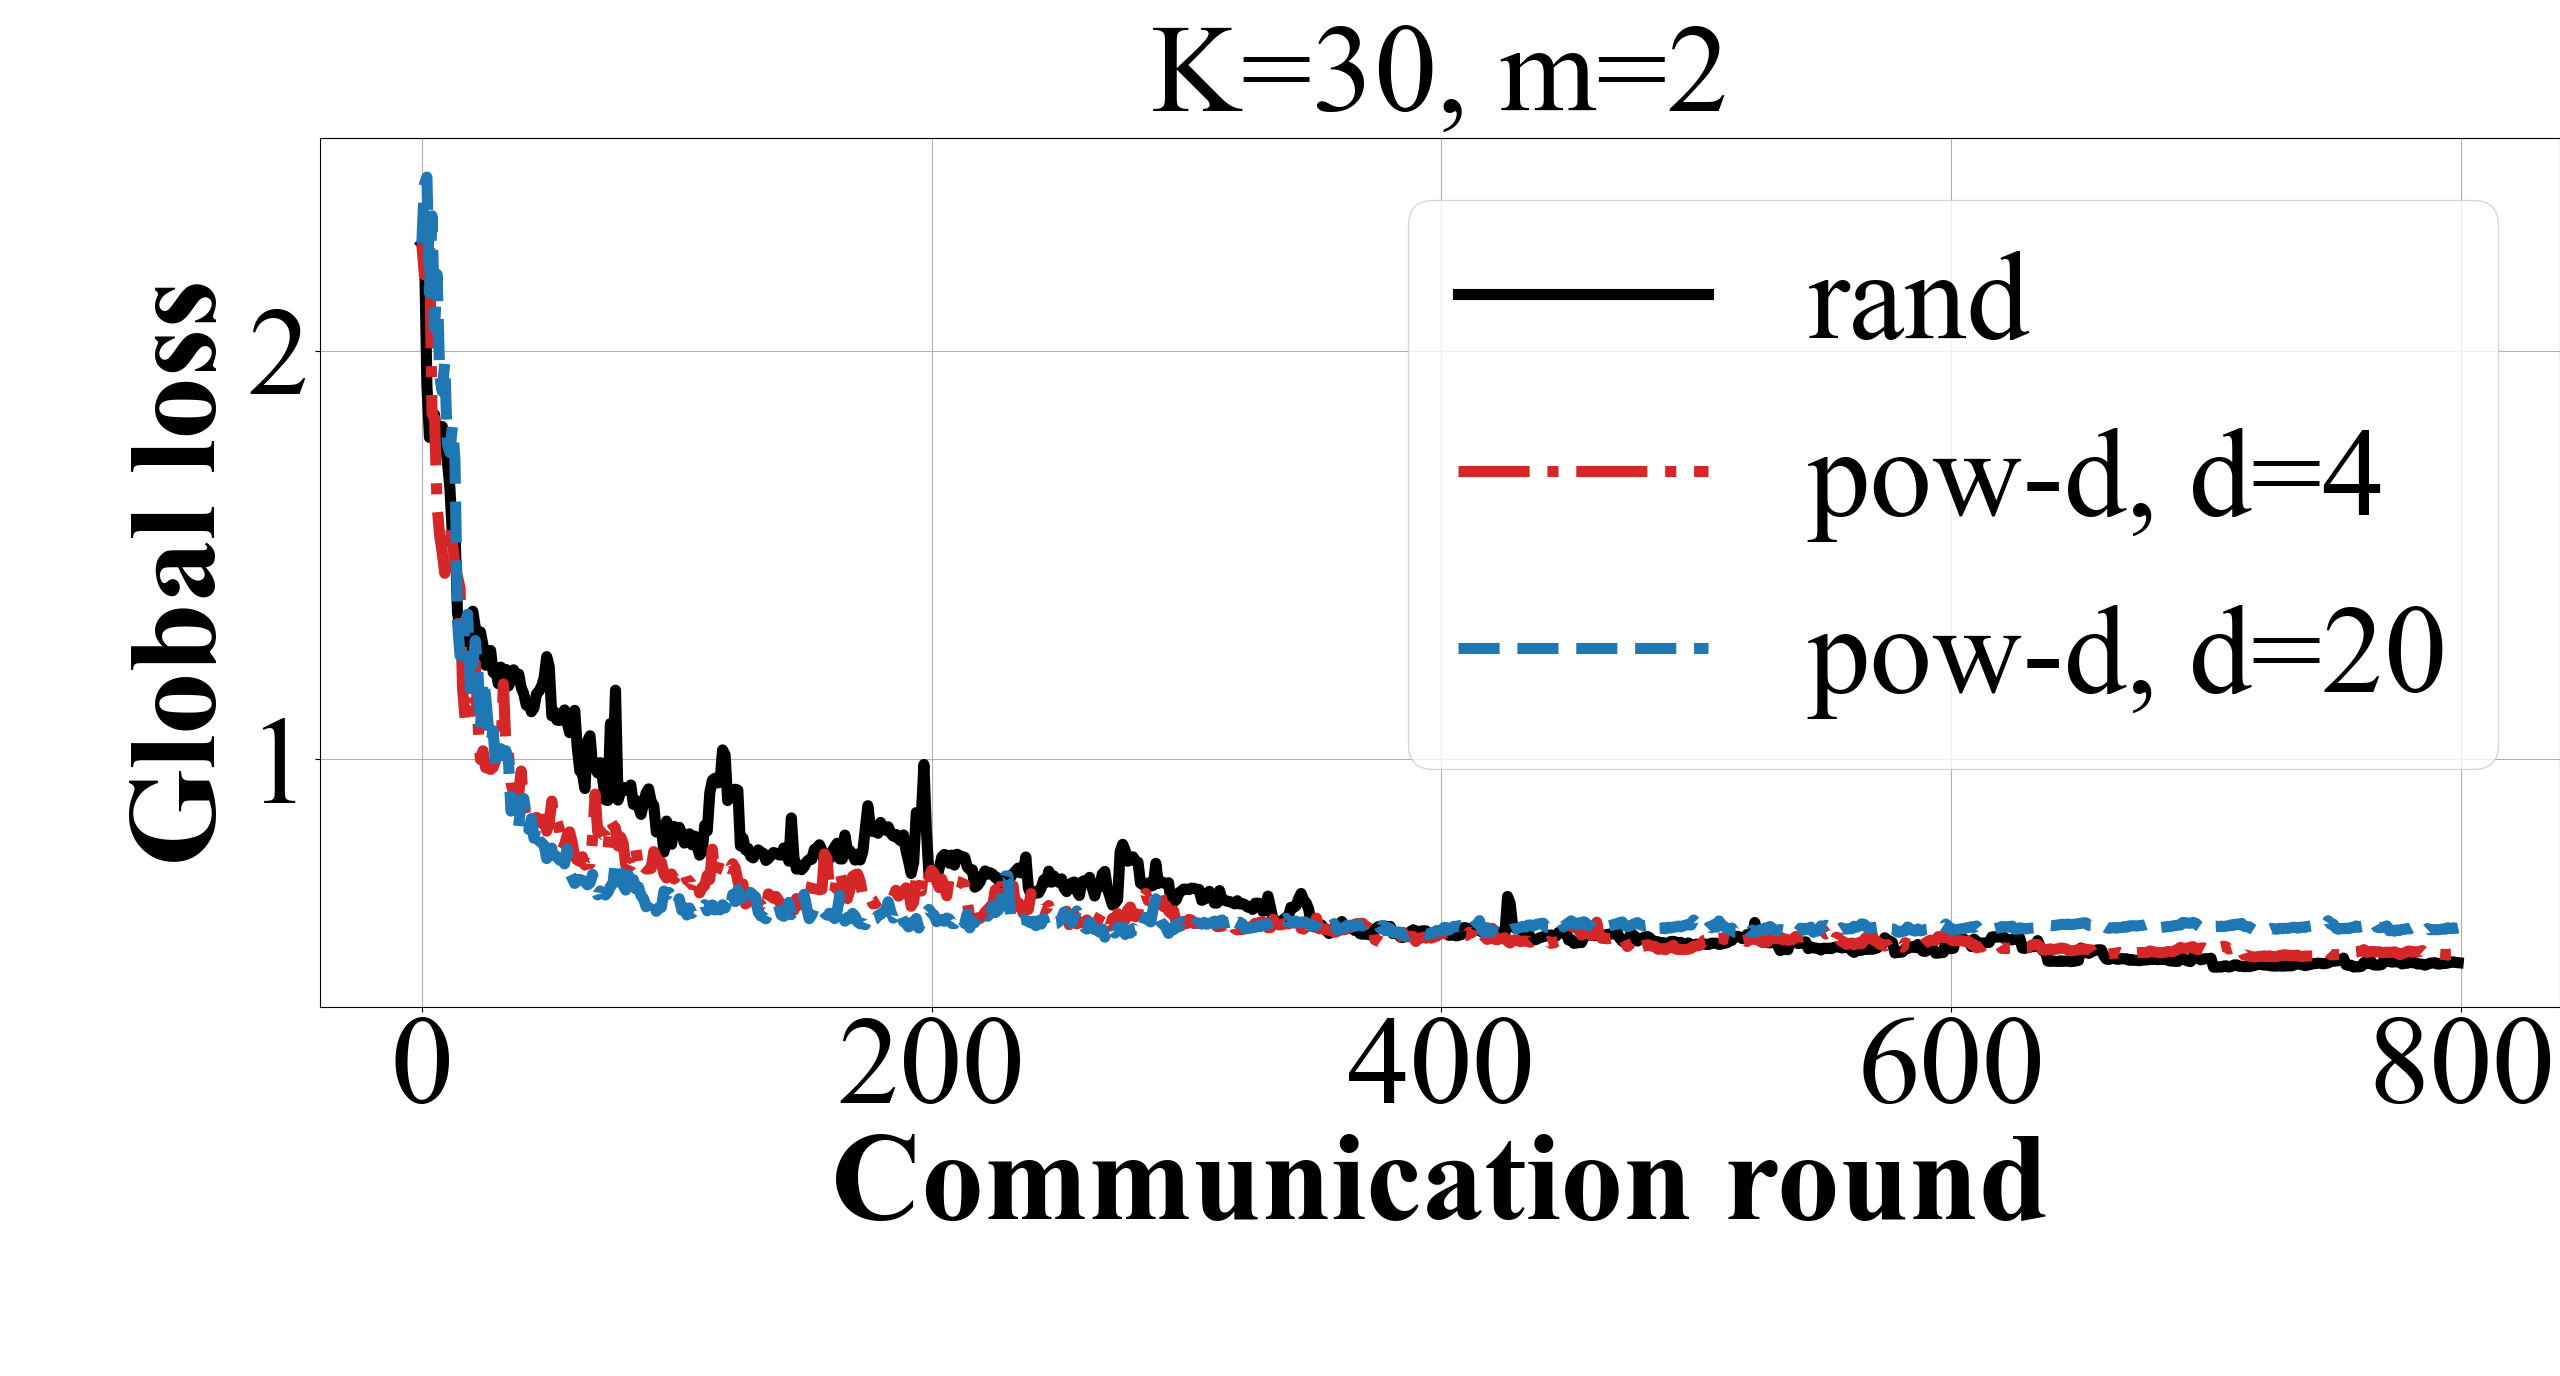 K=30, m=2
Global loss
2
1
rand
pow-d, d=4
pow-d, d=20
0 200 400 600 800
Communication round